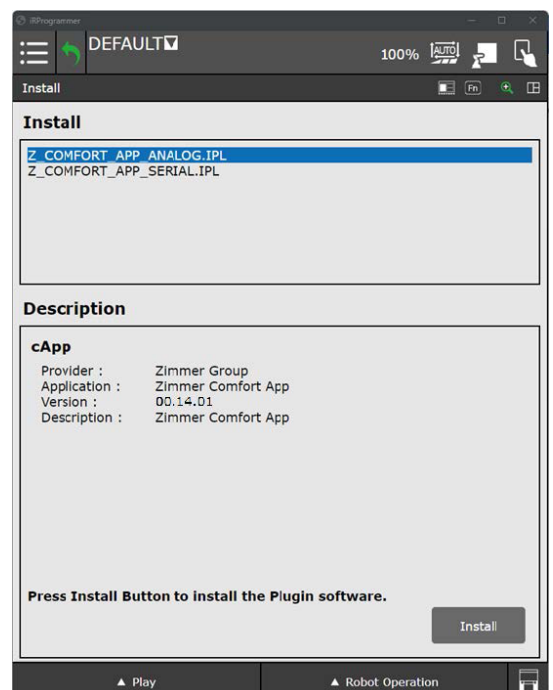 iRProgrammer
DEFAULT
100%
AUTO
Install
Fn
Install
Z_COMFORT_APP_ANALOG.IPL
Z_COMFORT_APP_SERIAL.IPL
Description
cApp
Provider : Zimmer Group
Application : Zimmer Comfort App
Version : 00.14.01
Description : Zimmer Comfort App
Press Install Button to install the Plugin software.
Install
▲ Play ▲ Robot Operation